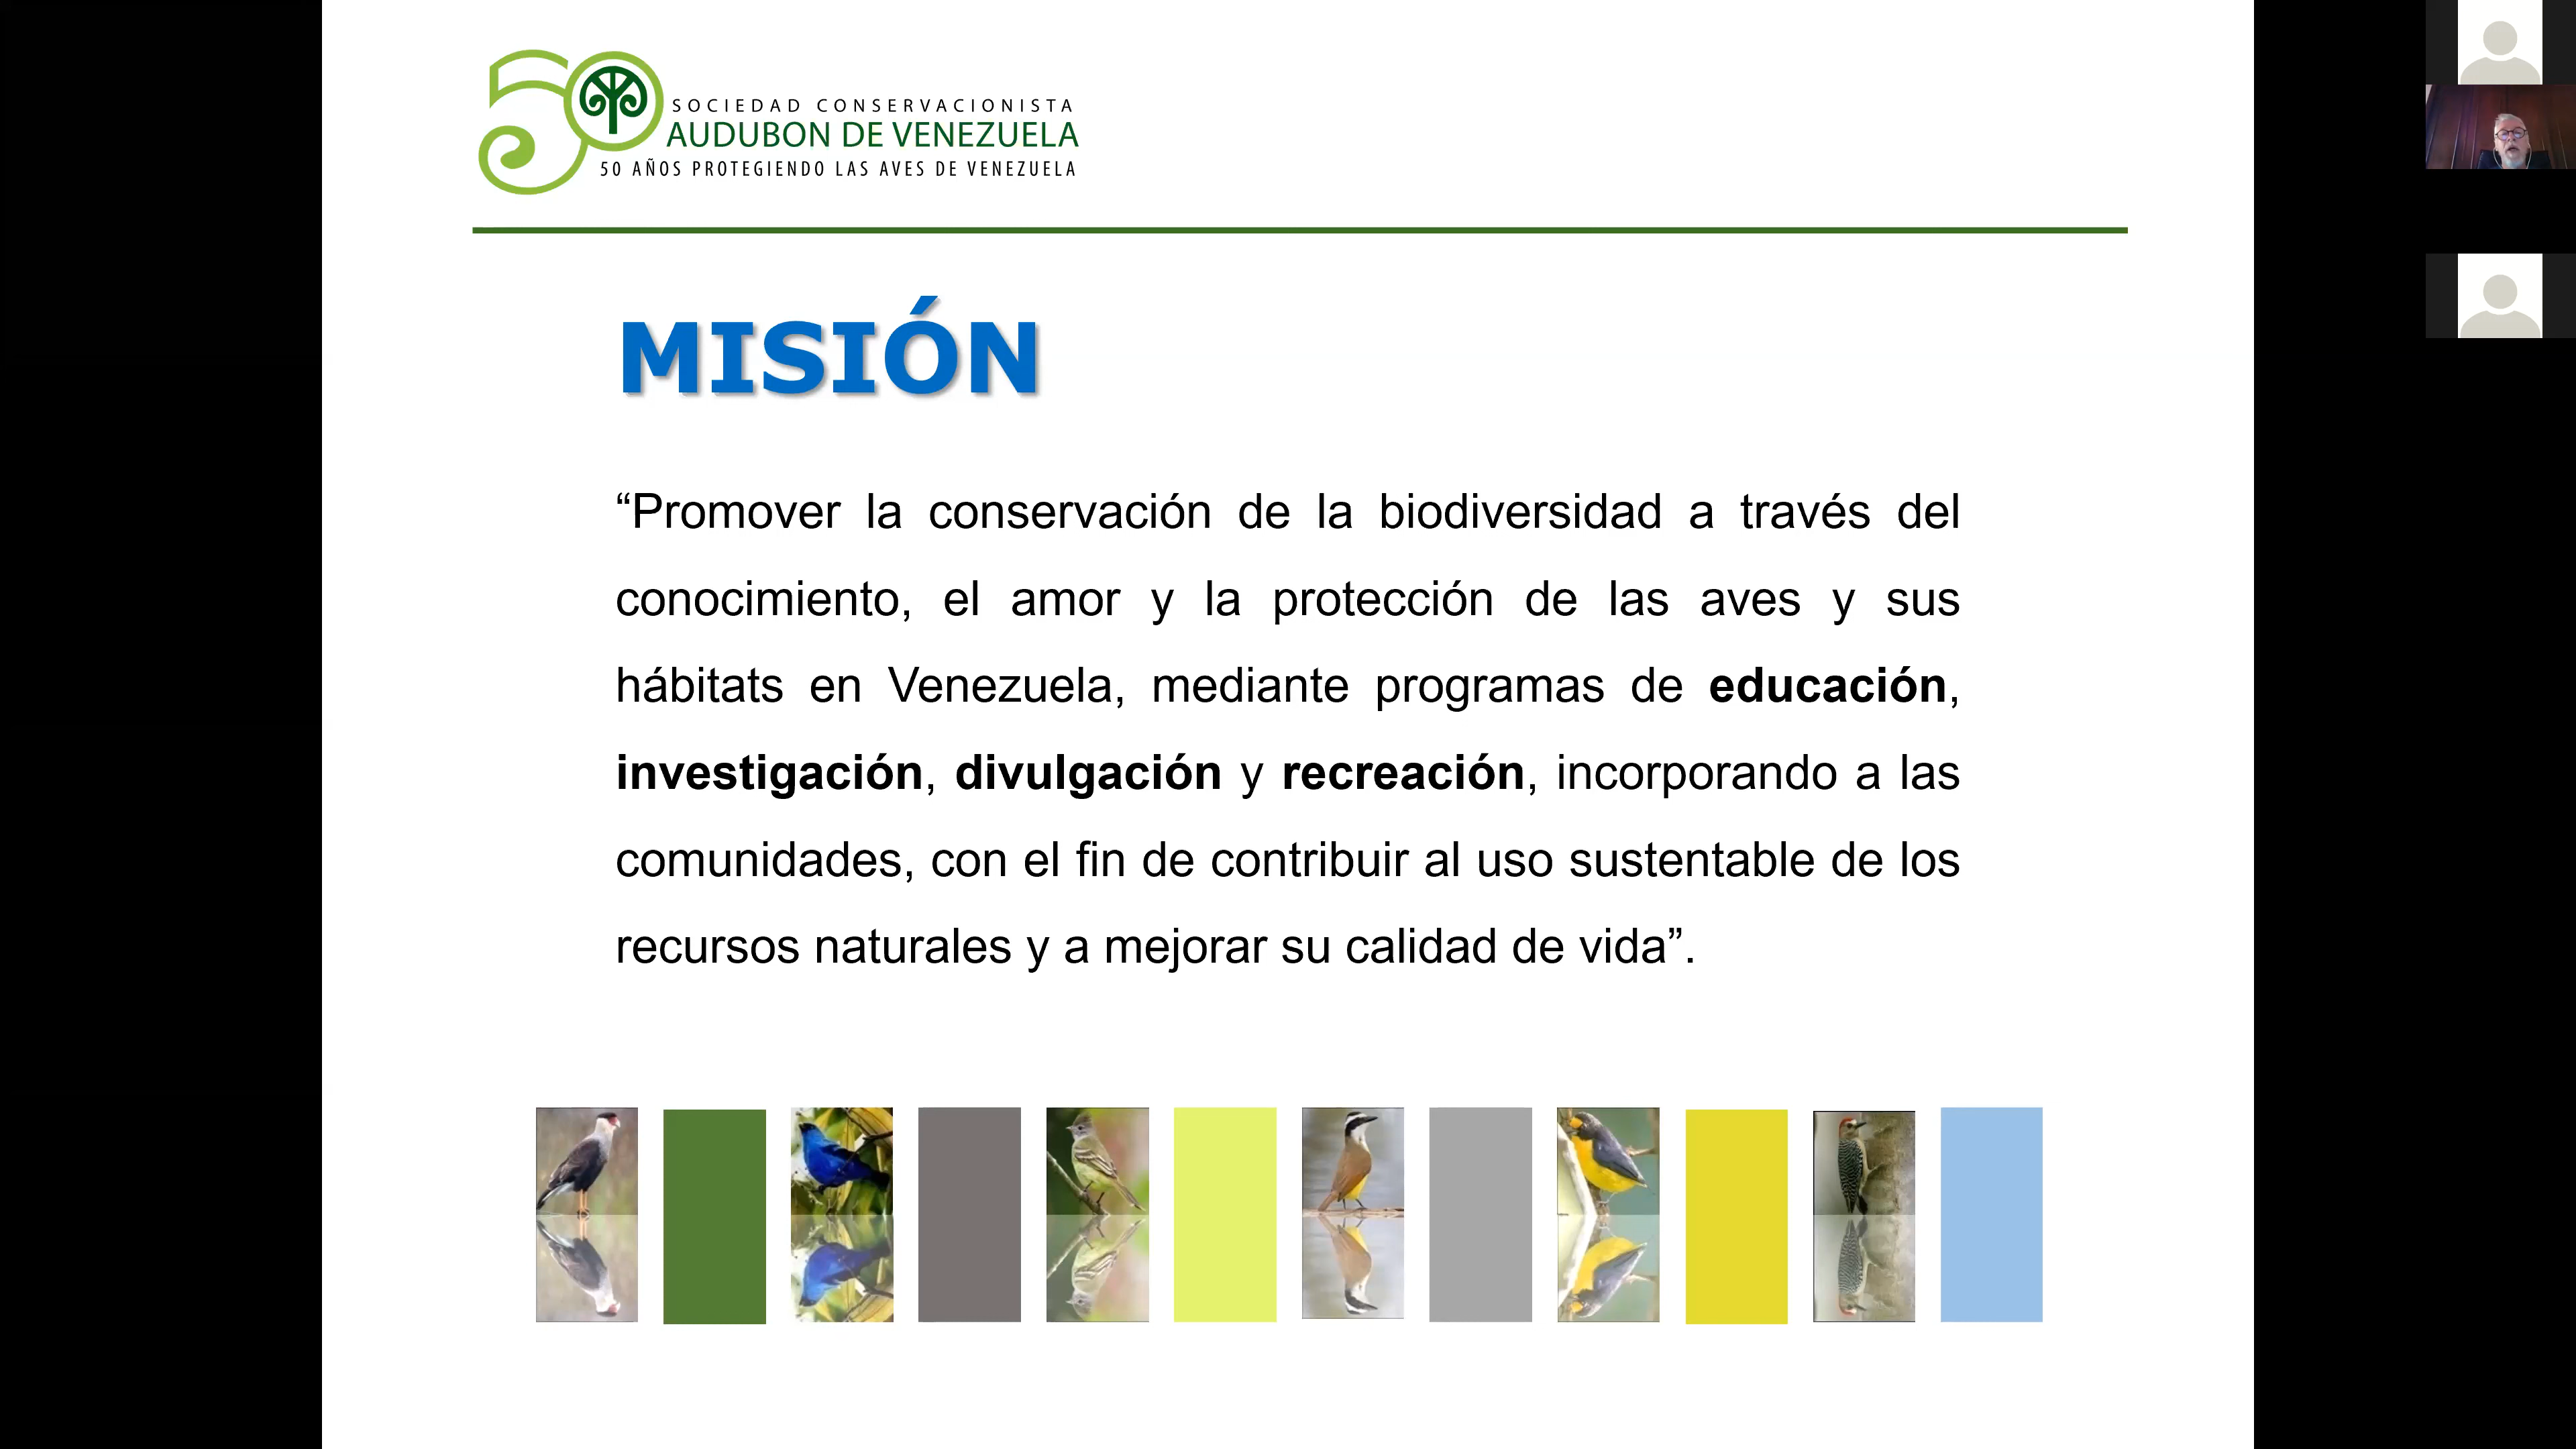 50
SOCIEDAD CONSERVACIONISTA
AUDUBON DE VENEZUELA
50 AÑOS PROTEGIENDO LAS AVES DE VENEZUELA
MISIÓN
“Promover la conservación de la biodiversidad a través del
conocimiento, el amor y la protección de las aves y sus
hábitats en Venezuela, mediante programas de educación,
investigación, divulgación y recreación, incorporando a las
comunidades, con el fin de contribuir al uso sustentable de los
recursos naturales y a mejorar su calidad de vida”.